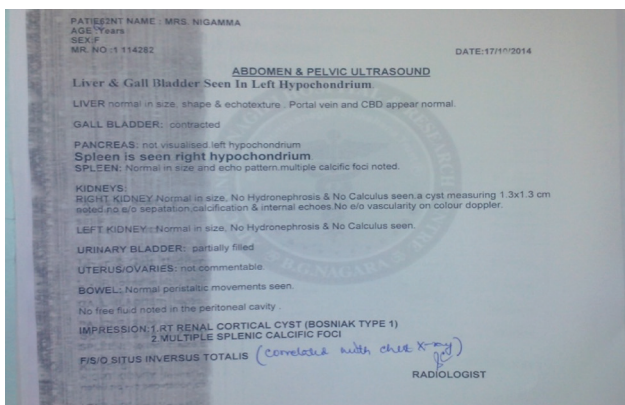 PATIESZNT NAME : MRS. NIGAMMA
AGE Years
SEX:F
MR. NO :1 114282
DATE:17/10/2014
ABDOMEN & PELVIC ULTRASOUND
Liver & Gall Bladder Seen In Left Hypochondrium.
LIVER normal in size, shape & echotexture . Portal vein and CBD appear normal.
GALL BLADDER: contracted
PANCREAS: not visualised left hypochondrium
Spleen is seen right hypochondrium.
SPLEEN: Normal in size and echo pattern.multiple calcific foci noted.
KIDNEYS:
RIGHT KIDNEY Normal in size, No Hydronephrosis & No Calculus seen.a cyst measuring 1.3x1.3 cm
noted.no e/o sepatation,calcification & internal echoes.No e/o vascularity on colour doppler.
LEFT KIDNEY : Normal in size, No Hydronephrosis & No Calculus seen.
URINARY BLADDER: partially filled
UTERUS/OVARIES: not commentable.
BOWEL: Normal peristaltic movements seen.
No free fluid noted in the peritoneal cavity .
IMPRESSION:1.RT RENAL CORTICAL CYST (BOSNIAK TYPE 1)
2.MULTIPLE SPLENIC CALCIFIC FOCI
F/S/O SITUS INVERSUS TOTALIS (correlated with chest X-ray)
RADIOLOGIST
RESEARCH
B.G.NAGARA